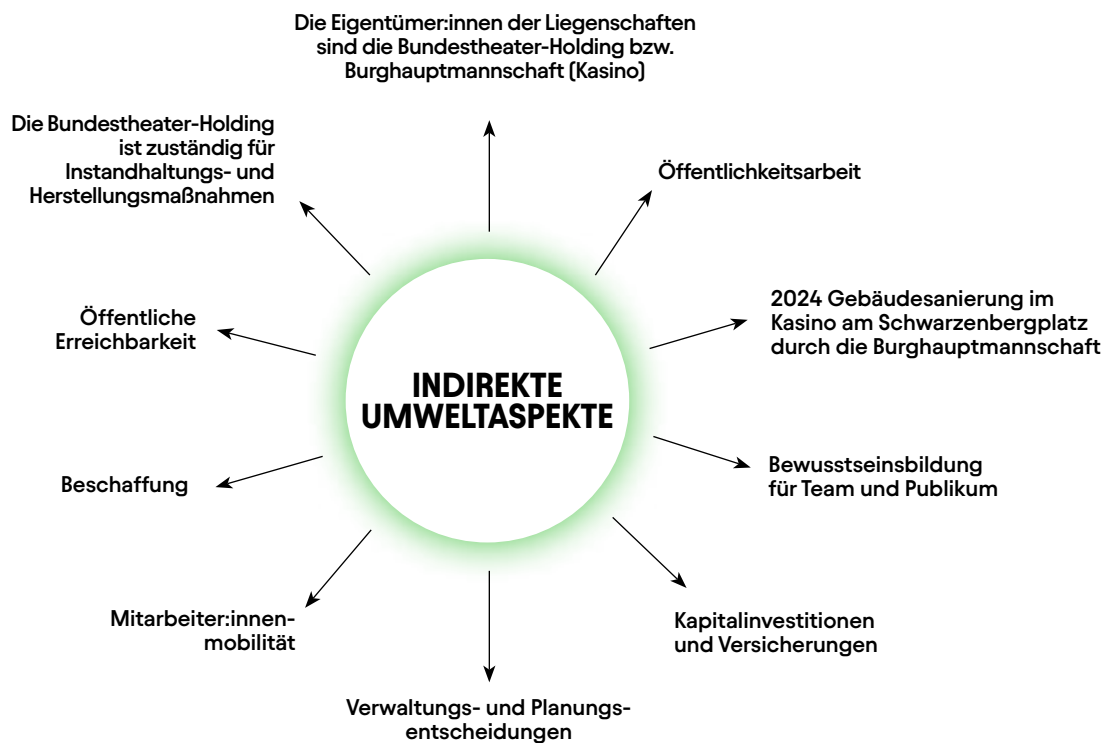 Die Eigentümer:innen der Liegenschaften
sind die Bundestheater-Holding bzw.
Burghauptmannschaft (Kasino)
Die Bundestheater-Holding
ist zuständig für
Instandhaltungs- und
Herstellungsmaßnahmen
Öffentlichkeitsarbeit
2024 Gebäudesanierung im
Kasino am Schwarzenbergplatz
durch die Burghauptmannschaft
Öffentliche
Erreichbarkeit
INDIREKTE
UMWELTASPEKTE
Bewusstseinsbildung
für Team und Publikum
Beschaffung
Mitarbeiter:innen-
mobilität
Kapitalinvestitionen
und Versicherungen
Verwaltungs- und Planungs-
entscheidungen